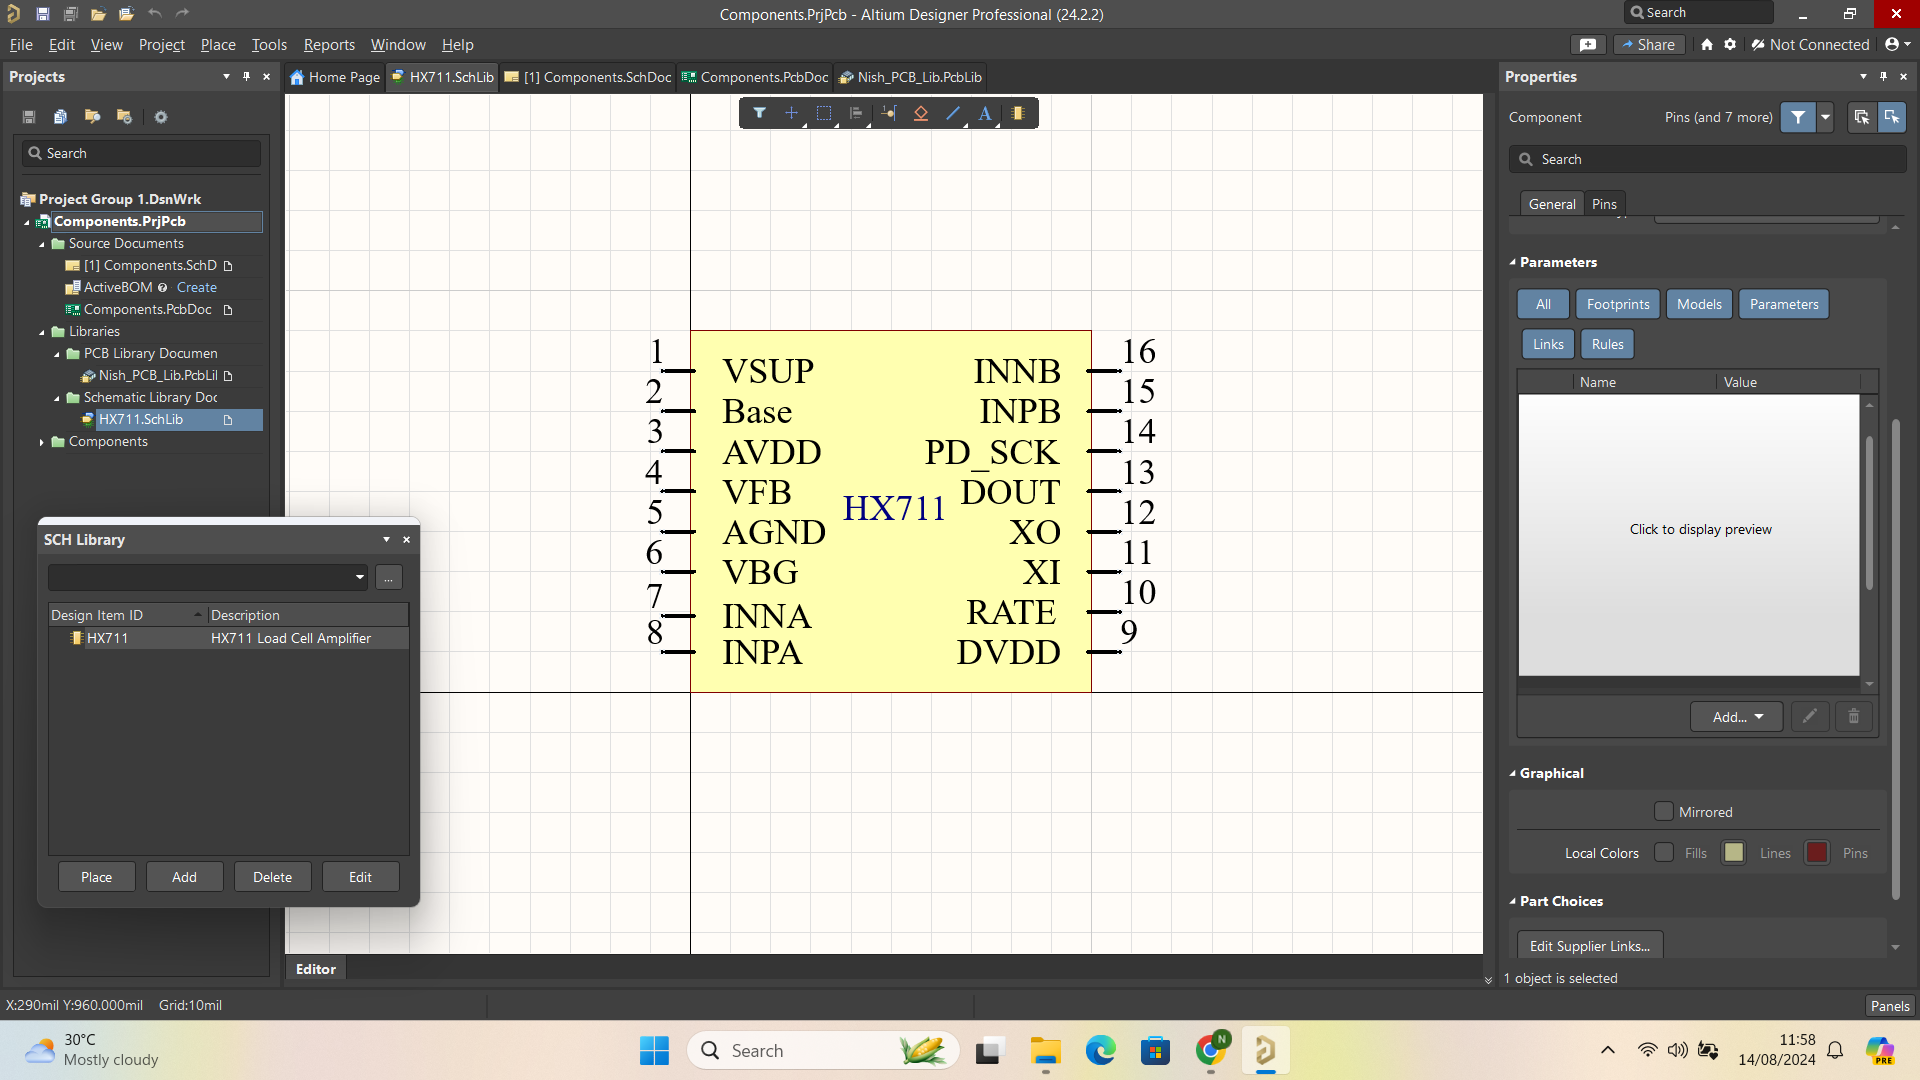 Components.PrjPcb - Altium Designer Professional (24.2.2)
Search
File Edit View Project Place Tools Reports Window Help
Share
Not Connected
Projects
Home Page
HX711.SchLib
[1] Components.SchDoc
Components.PcbDoc
Nish_PCB_Lib.PcbLib
Properties
Component
Pins (and 7 more)
Search
Search
General
Pins
Project Group 1.DsnWrk
Components.PrjPcb
Source Documents
[1] Components.SchD
ActiveBOM
Create
Components.PcbDoc
Libraries
PCB Library Documen
Nish_PCB_Lib.PcbLil
Schematic Library Doc
HX711.SchLib
Components
1 VSUP INNB 16
2 Base INPB 15
3 AVDD PD_SCK 14
4 VFB DOUT 13
HX711
5 AGND XO 12
6 VBG XI 11
7 INNA RATE 10
8 INPA DVDD 9
SCH Library
...
Design Item ID Description
HX711 HX711 Load Cell Amplifier
Place Add Delete Edit
Parameters
All Footprints Models Parameters
Links Rules
Name Value
Click to display preview
Add...
Graphical
Mirrored
Local Colors Fills Lines Pins
Part Choices
Edit Supplier Links...
1 object is selected
Editor
X:290mil Y:960.000mil Grid:10mil
Panels
30°C
Mostly cloudy
Search
N
11:58
14/08/2024
PRE